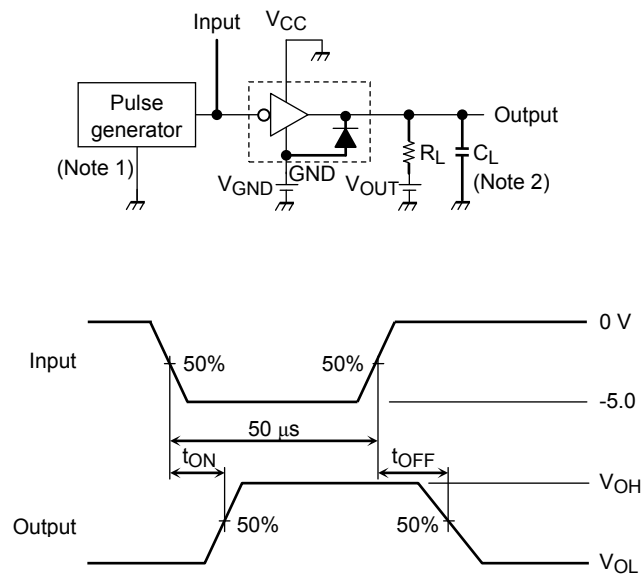 Input
VCC
Pulse
generator
Output
(Note 1)
GND
RL
CL
VGND
VOUT
(Note 2)
0 V
Input
50%
50%
-5.0
50 μs
tON
tOFF
VOH
Output
50%
50%
VOL